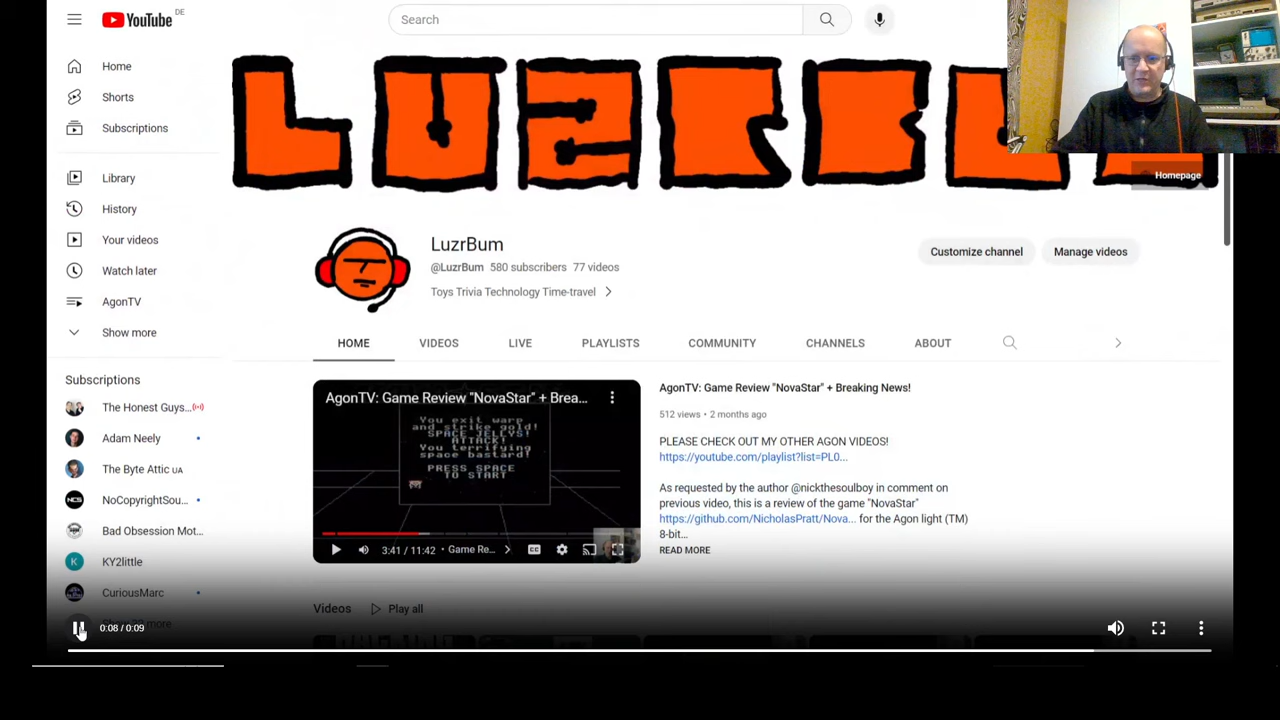 YouTube DE
Search
Home
Shorts
Subscriptions
Library
History
Your videos
Watch later
AgonTV
Show more
Subscriptions
The Honest Guys...
Adam Neely
The Byte Attic UA
NoCopyrightSou...
Bad Obsession Mot...
K KY2little
CuriousMarc
Homepage
LuzrBum
@LuzrBum 580 subscribers 77 videos
Toys Trivia Technology Time-travel
Customize channel
Manage videos
HOME VIDEOS LIVE PLAYLISTS COMMUNITY CHANNELS ABOUT
AgonTV: Game Review "NovaStar" + Brea...
You exit warp
and strike gold!
SPACE JELLYS!
ATTACK!
You terrifying
space bastard!
PRESS SPACE
TO START
3:41 / 11:42 • Game Re...
AgonTV: Game Review "NovaStar" + Breaking News!
512 views • 2 months ago
PLEASE CHECK OUT MY OTHER AGON VIDEOS!
https://youtube.com/playlist?list=PL0...
As requested by the author @nickthesoulboy in comment on
previous video, this is a review of the game "NovaStar"
https://github.com/NicholasPratt/Nova... for the Agon light (TM)
8-bit...
READ MORE
Videos Play all
0:08 / 0:09